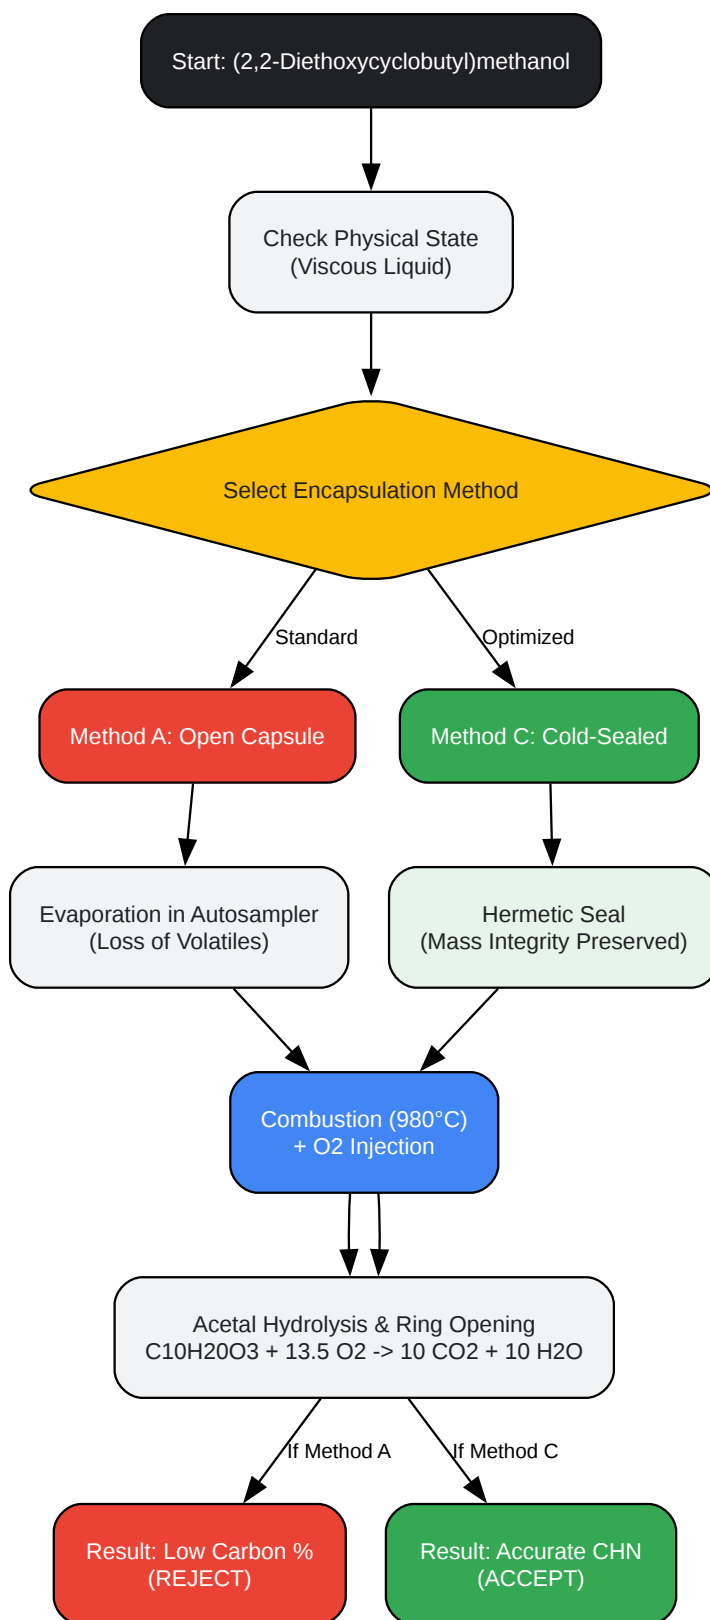 Start: (2,2-Diethoxycyclobutyl)methanol
Check Physical State
(Viscous Liquid)
Select Encapsulation Method
Standard
Optimized
Method A: Open Capsule
Method C: Cold-Sealed
Evaporation in Autosampler
(Loss of Volatiles)
Hermetic Seal
(Mass Integrity Preserved)
Combustion (980°C)
+ O2 Injection
Acetal Hydrolysis & Ring Opening
C10H20O3 + 13.5 O2 -> 10 CO2 + 10 H2O
If Method A
If Method C
Result: Low Carbon %
(REJECT)
Result: Accurate CHN
(ACCEPT)